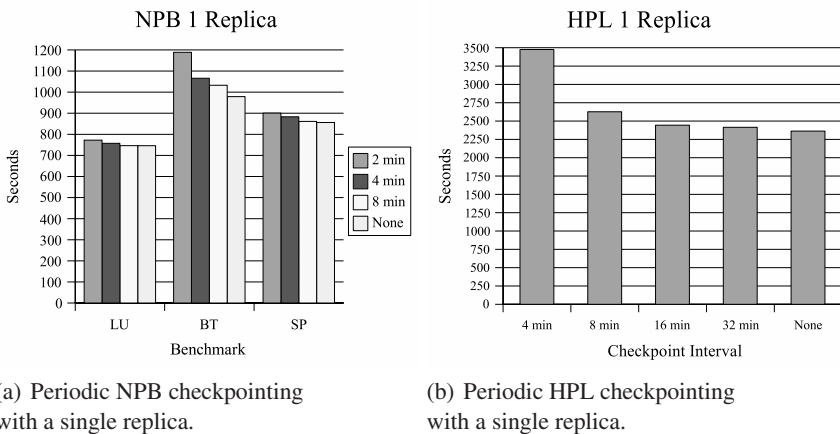 NPB 1 Replica
1200
1100
1000
900
800
700
600
500
400
300
200
100
0
Seconds
LU BT SP
Benchmark
2 min
4 min
8 min
None
HPL 1 Replica
3500
3250
3000
2750
2500
2250
2000
1750
1500
1250
1000
750
500
250
0
Seconds
4 min 8 min 16 min 32 min None
Checkpoint Interval
(a) Periodic NPB checkpointing
with a single replica.
(b) Periodic HPL checkpointing
with a single replica.